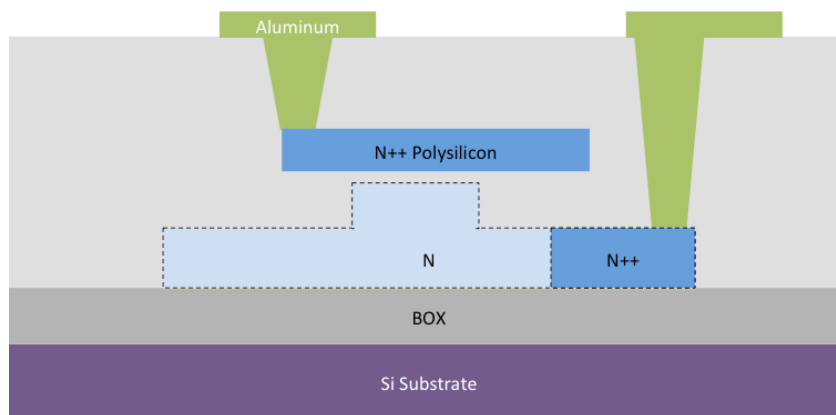 Aluminum
N++ Polysilicon
N
N++
BOX
Si Substrate